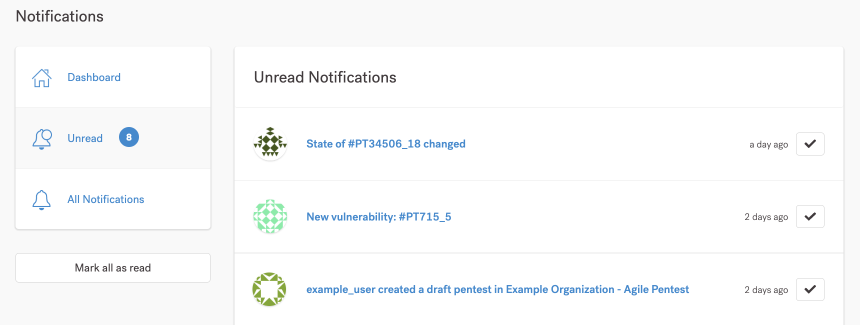 Notifications
Dashboard
Unread 8
All Notifications
Mark all as read
Unread Notifications
State of #PT34506_18 changed a day ago
New vulnerability: #PT715_5 2 days ago
example_user created a draft pentest in Example Organization - Agile Pentest 2 days ago